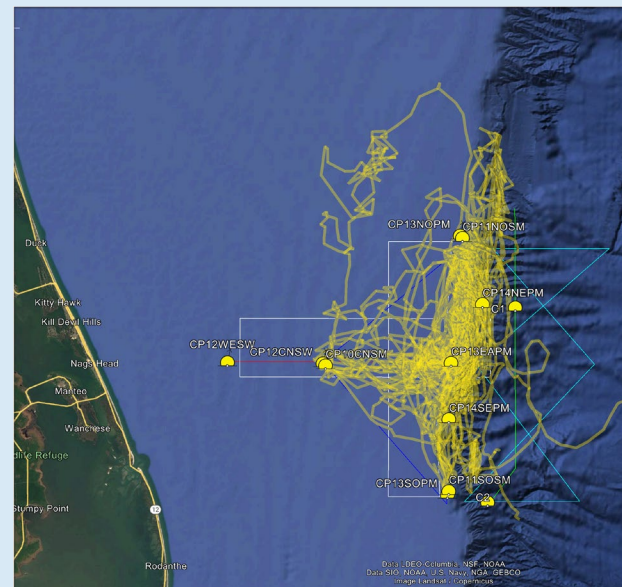 CP13NOPM
CP11NOSM
Duck
Kitty Hawk
CP14NEPM
C1
Kill Devil Hills
CP12WESW
CP12CNSW
CP10CNSM
CP13EAPM
Nags Head
Manteo
CP14SEPM
Wanchese
dlife Refuge
CP13SOPM
CP11SOSM
C2
Stumpy Point
12
Rodanthe
Data LDEO-Columbia, NSF, NOAA
Data SIO, NOAA, U.S. Navy, NGA, GEBCO
Image Landsat / Copernicus